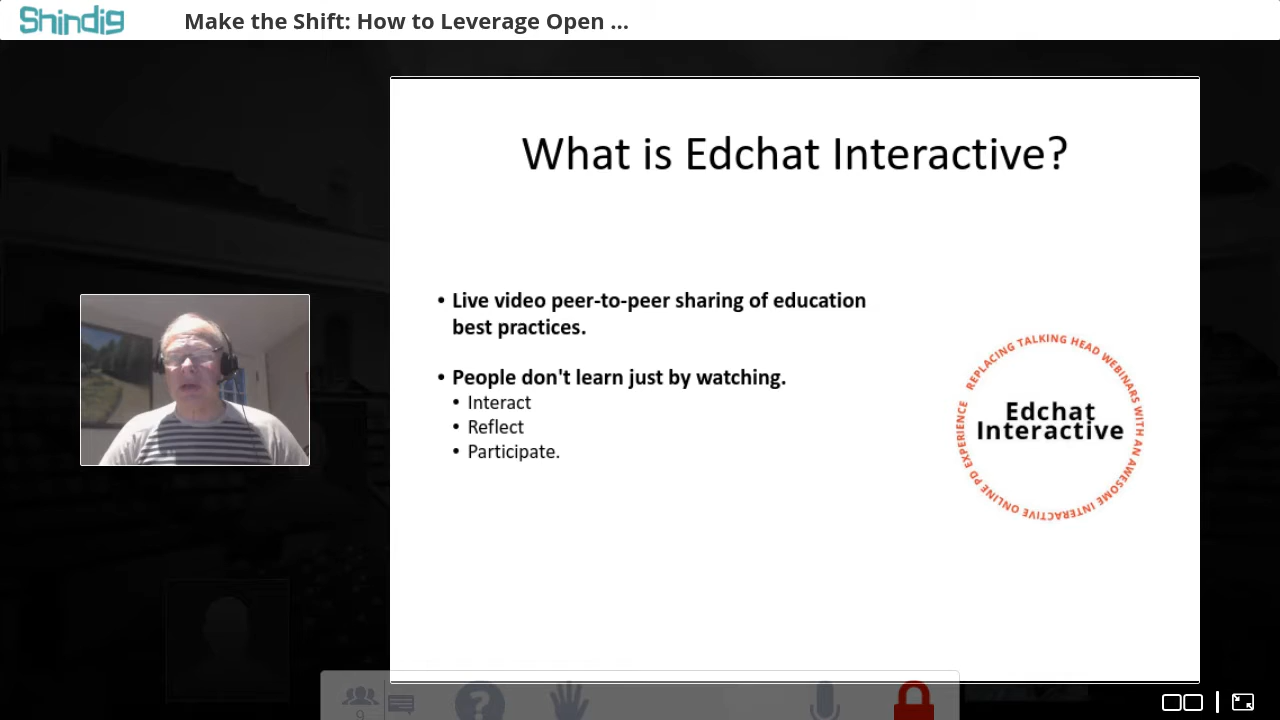 Shindig
Make the Shift: How to Leverage Open ...
What is Edchat Interactive?
• Live video peer-to-peer sharing of education
best practices.
• People don't learn just by watching.
• Interact
• Reflect
• Participate.
REPLACING TALKING HEAD WEBINARS WITH AN AWESOME INTERACTIVE ONLINE PD EXPERIENCE
Edchat
Interactive
?
9